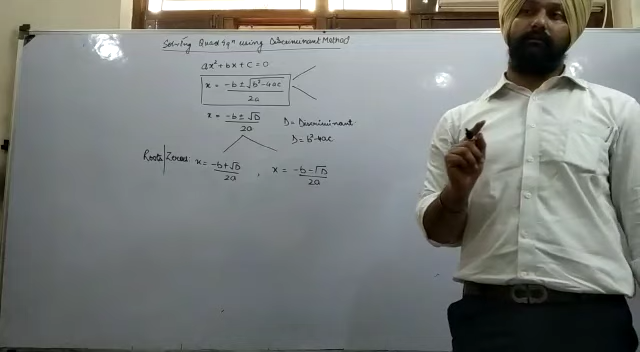 Solving Quad eqn using Discriminant Method
ax² + bx + c = 0
x = -b ± √b²-4ac / 2a
x = -b ± √D / 2a
D = Discriminant
D = b²-4ac
Roots | Zeroes x = -b+√D / 2a , x = -b-√D / 2a